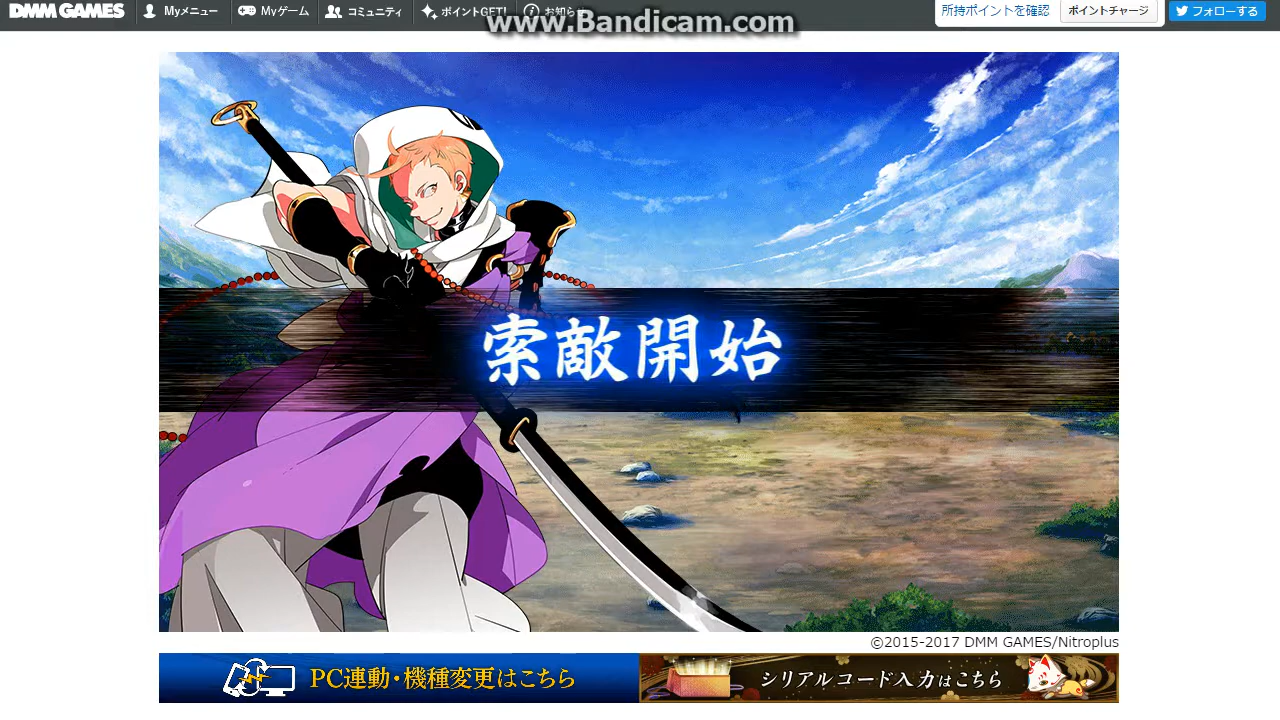 DMM GAMES
Myメニュー
Myゲーム
コミュニティ
ポイントGET!
お知ら
www.Bandicam.com
所持ポイントを確認
ポイントチャージ
フォローする
索敵開始
©2015-2017 DMM GAMES/Nitroplus
PC連動・機種変更はこちら
シリアルコード入力はこちら